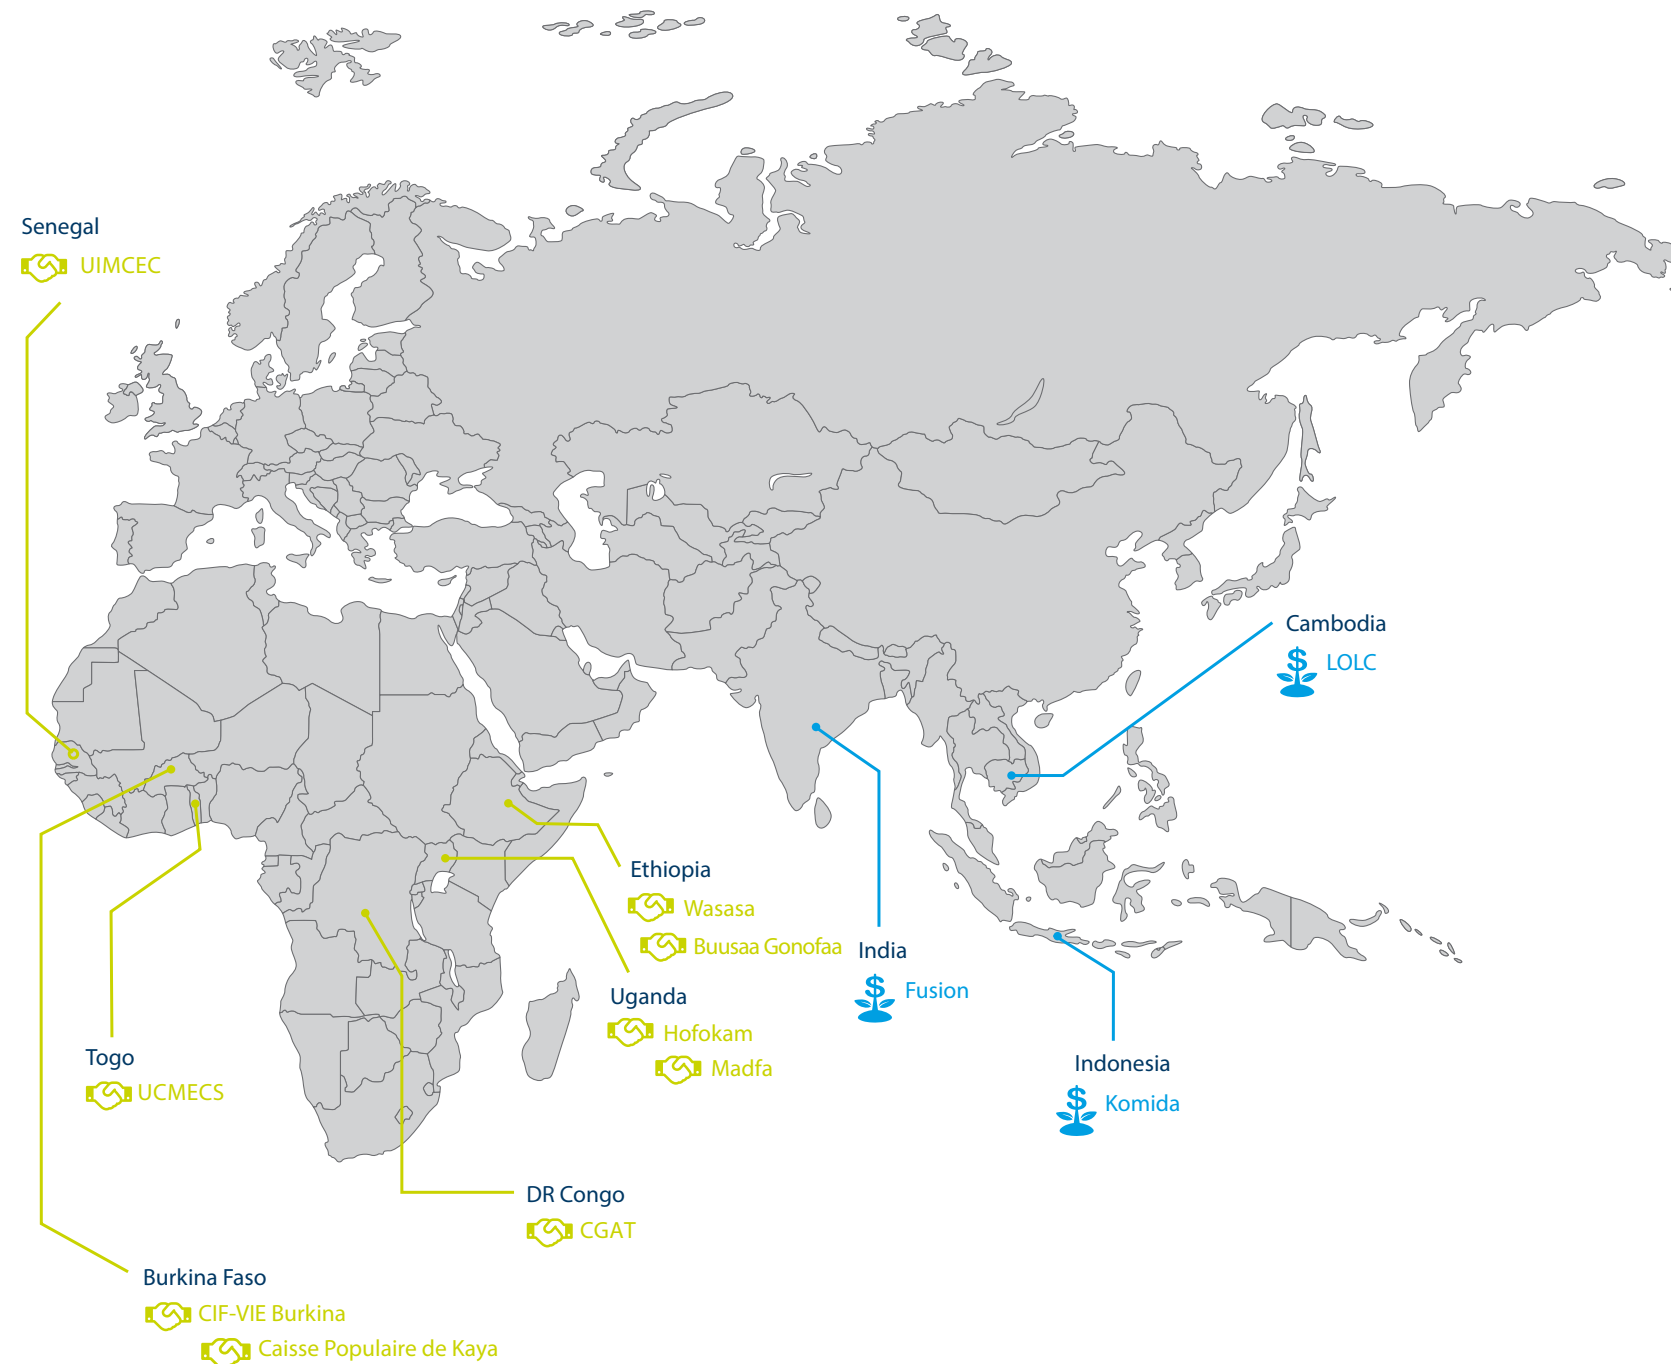 Senegal
UIMCEC
Cambodia
LOLC
Ethiopia
Wasasa
Buusaa Gonofaa
India
Fusion
Uganda
Hofokam
Madfa
Togo
UCMECS
Indonesia
Komida
DR Congo
CGAT
Burkina Faso
CIF-VIE Burkina
Caisse Populaire de Kaya